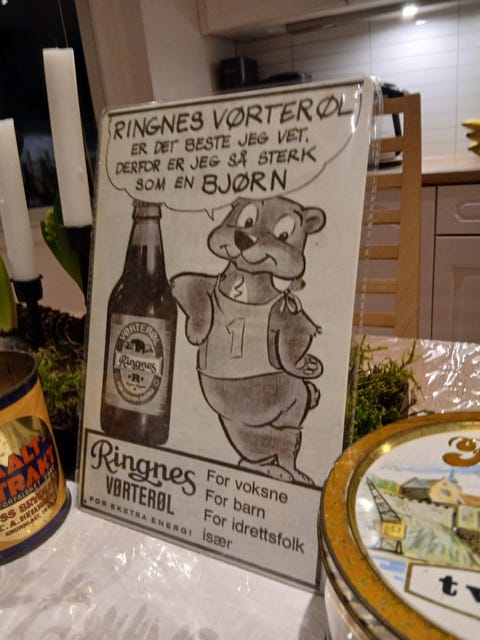 RINGNES VØRTERØL
ER DET BESTE JEG VET.
DERFOR ER JEG SÅ STERK
SOM EN BJØRN
VØRTERØL
Ringnes
R
1
Ringnes
VØRTERØL
FOR EKSTRA ENERGI
For voksne
For barn
For idrettsfolk
især